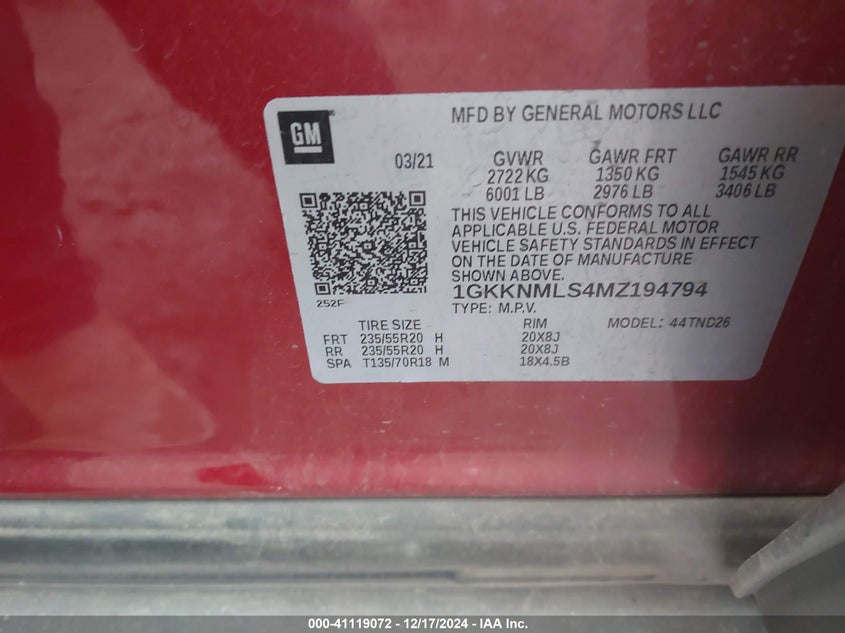 GM
MFD BY GENERAL MOTORS LLC
03/21 GVWR GAWR FRT GAWR RR
2722 KG 1350 KG 1545 KG
6001 LB 2976 LB 3406 LB
THIS VEHICLE CONFORMS TO ALL
APPLICABLE U.S. FEDERAL MOTOR
VEHICLE SAFETY STANDARDS IN EFFECT
ON THE DATE OF MANUFACTURE
SHOWN ABOVE.
1GKKNMLS4MZ194794
252F
TYPE: M.P.V.
TIRE SIZE RIM MODEL: 44TND26
FRT 235/55R20 H 20X8J
RR 235/55R20 H 20X8J
SPA T135/70R18 M 18X4.5B
000-41119072 - 12/17/2024 - IAA Inc.